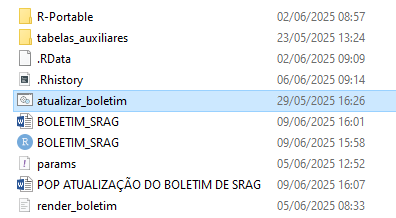 R-Portable 02/06/2025 08:57
tabelas_auxiliares 23/05/2025 13:24
.RData 02/06/2025 09:09
.Rhistory 06/06/2025 09:14
atualizar_boletim 29/05/2025 16:26
BOLETIM_SRAG 09/06/2025 16:01
BOLETIM_SRAG 09/06/2025 15:58
params 05/06/2025 12:52
POP ATUALIZAÇÃO DO BOLETIM DE SRAG 09/06/2025 16:07
render_boletim 05/06/2025 08:33